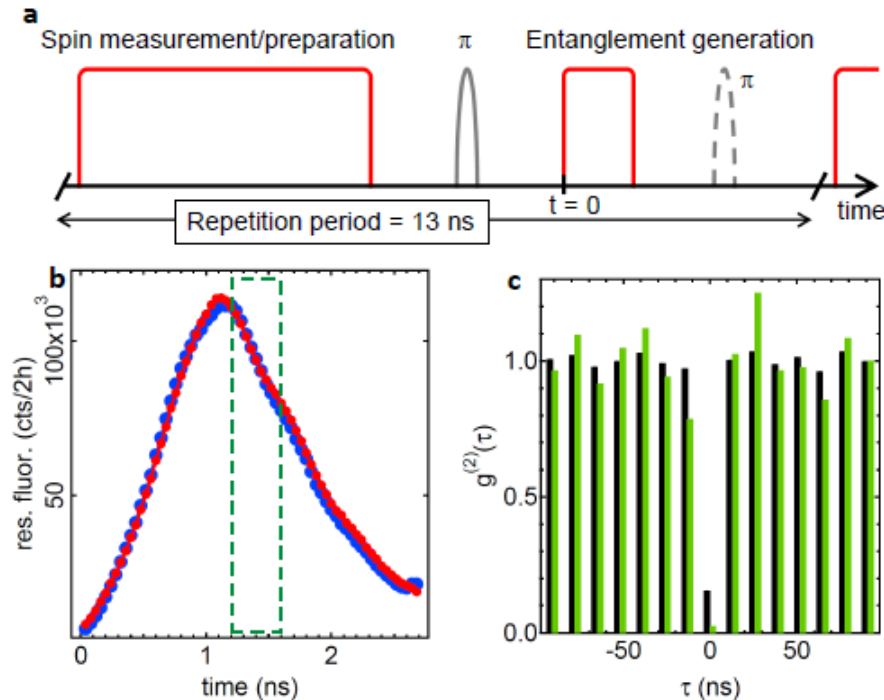 a
Spin measurement/preparation
π
Entanglement generation
π
t = 0
time
Repetition period = 13 ns
b
res. fluor. (cts/2h)
100x10³
50
0
1
2
time (ns)
c
g⁽²⁾(τ)
1.0
0.5
0.0
-50
0
50
τ (ns)